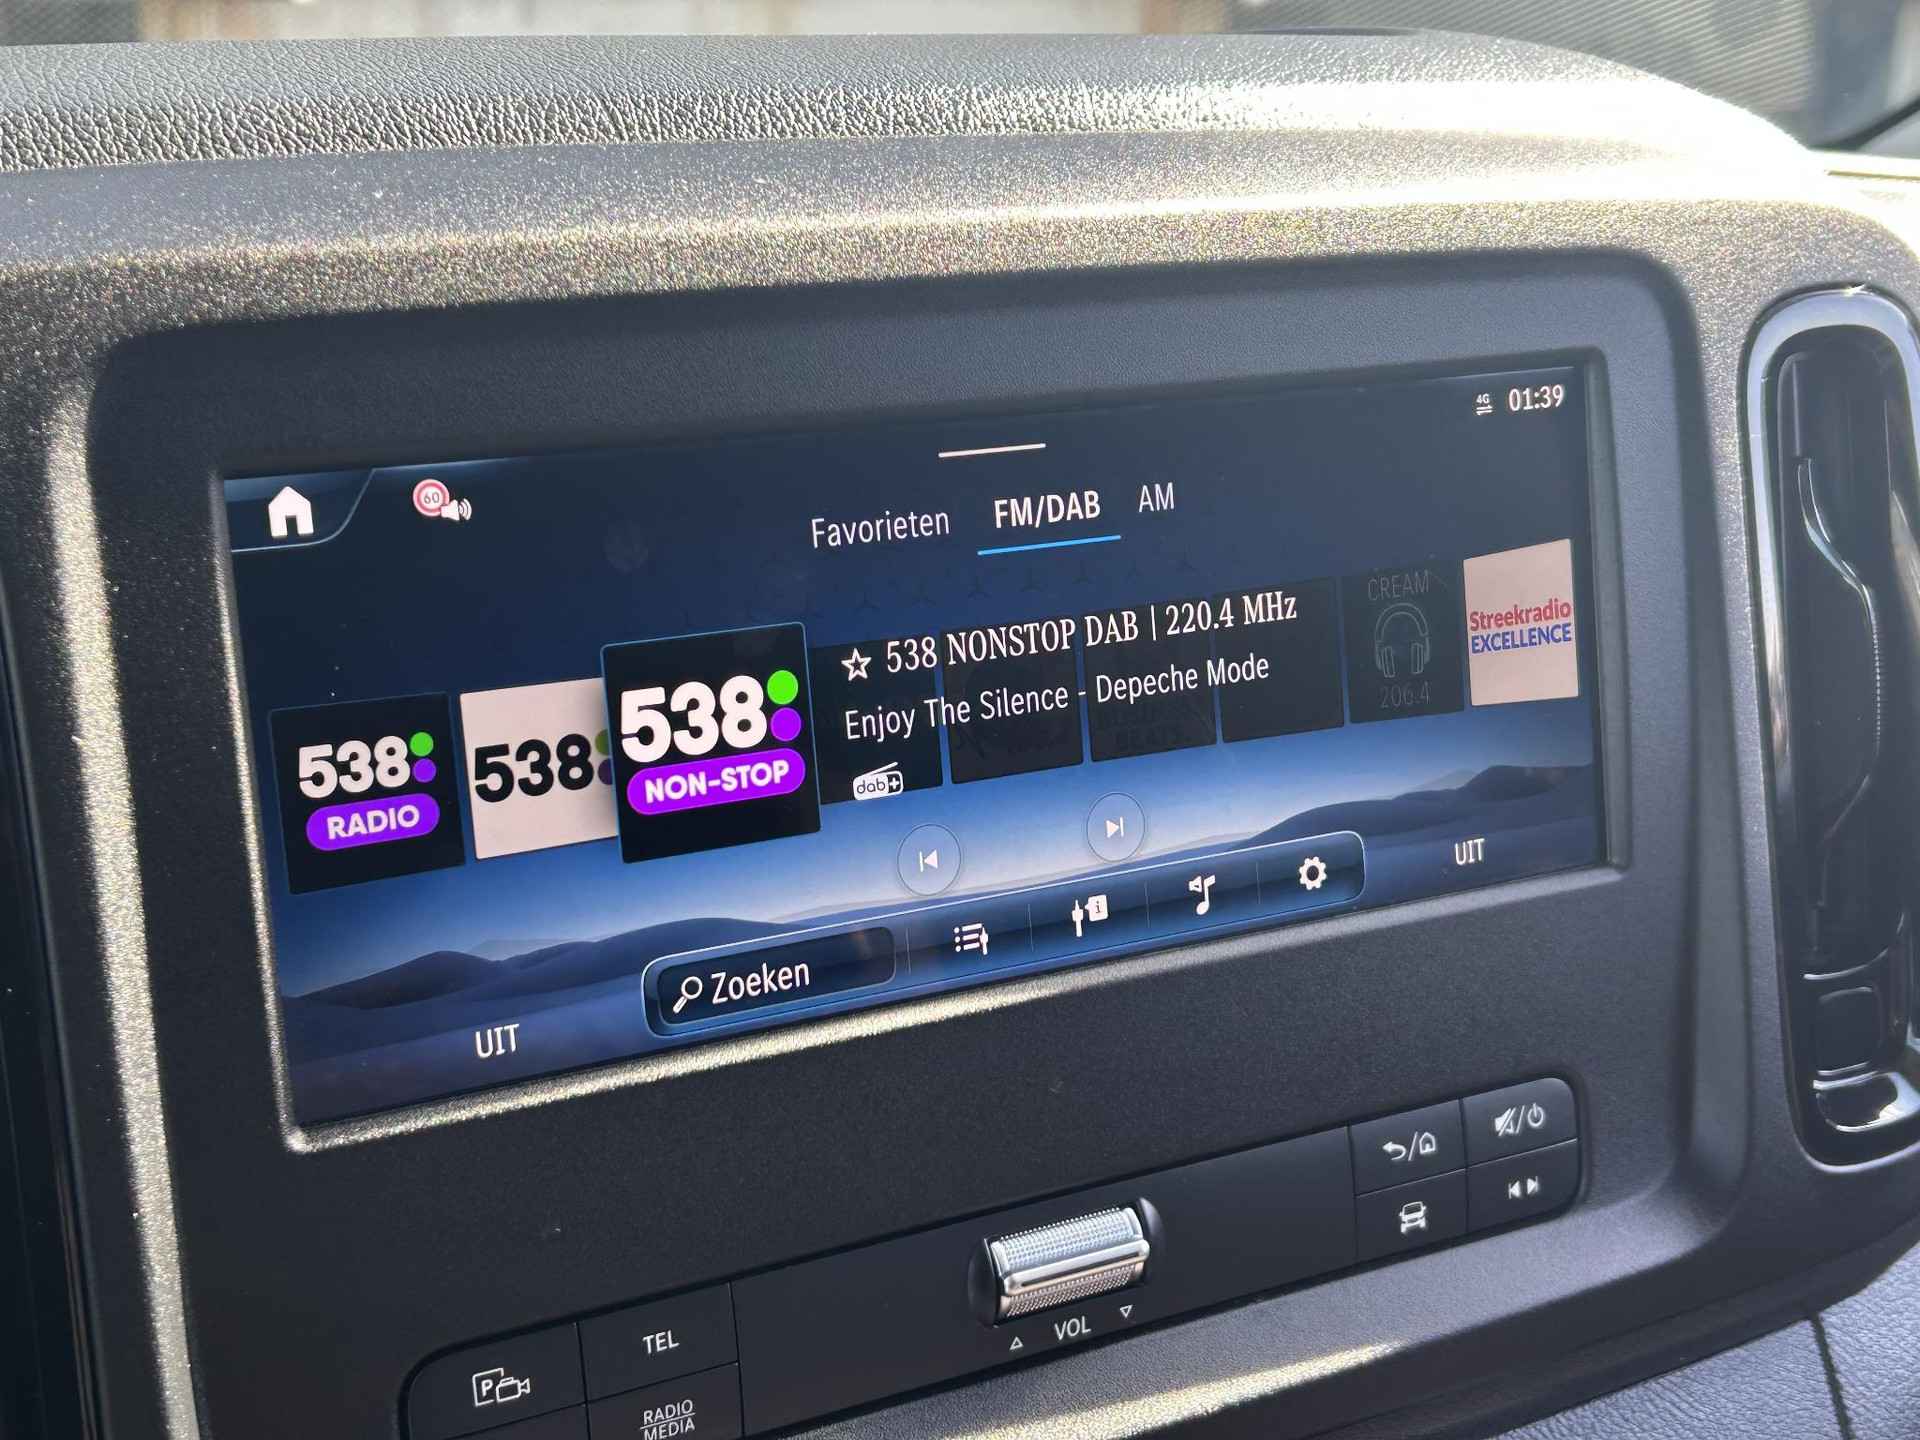 4G 01:39
60
Favorieten FM/DAB AM
538 NONSTOP DAB | 220.4 MHz
Enjoy The Silence - Depeche Mode
dab+
538
RADIO
538
538
NON-STOP
CREAM
206.4
Streekradio
EXCELLENCE
Zoeken
UIT
UIT
TEL
RADIO
MEDIA
VOL
P